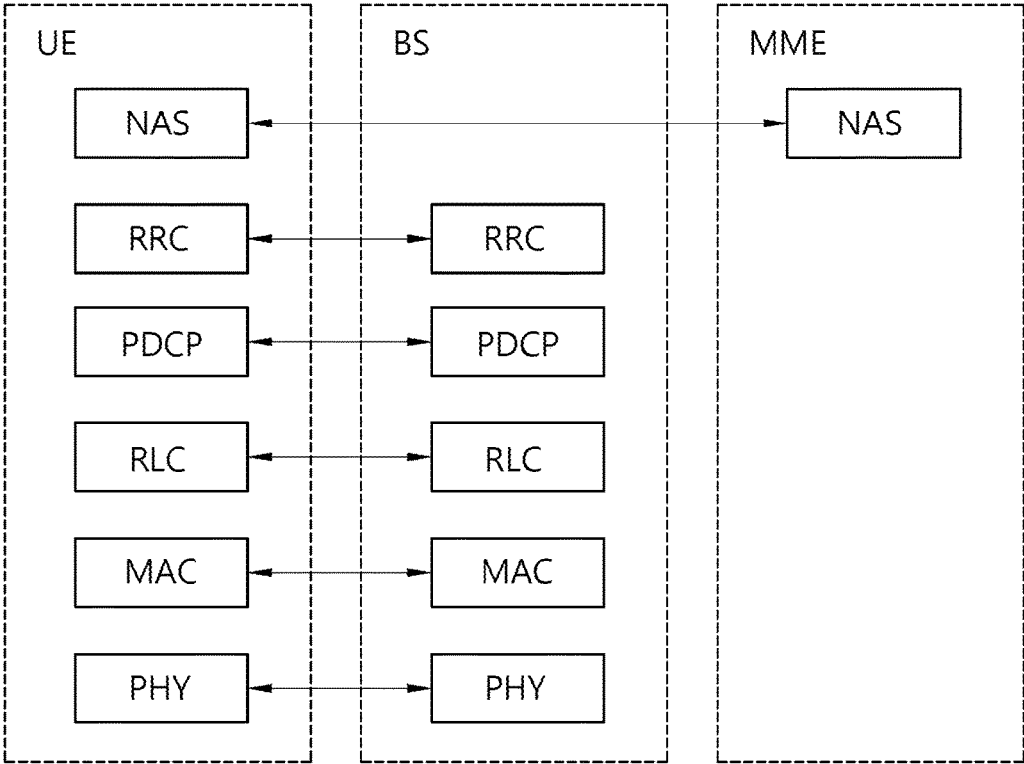 UE
BS
MME
NAS
NAS
RRC
RRC
PDCP
PDCP
RLC
RLC
MAC
MAC
PHY
PHY